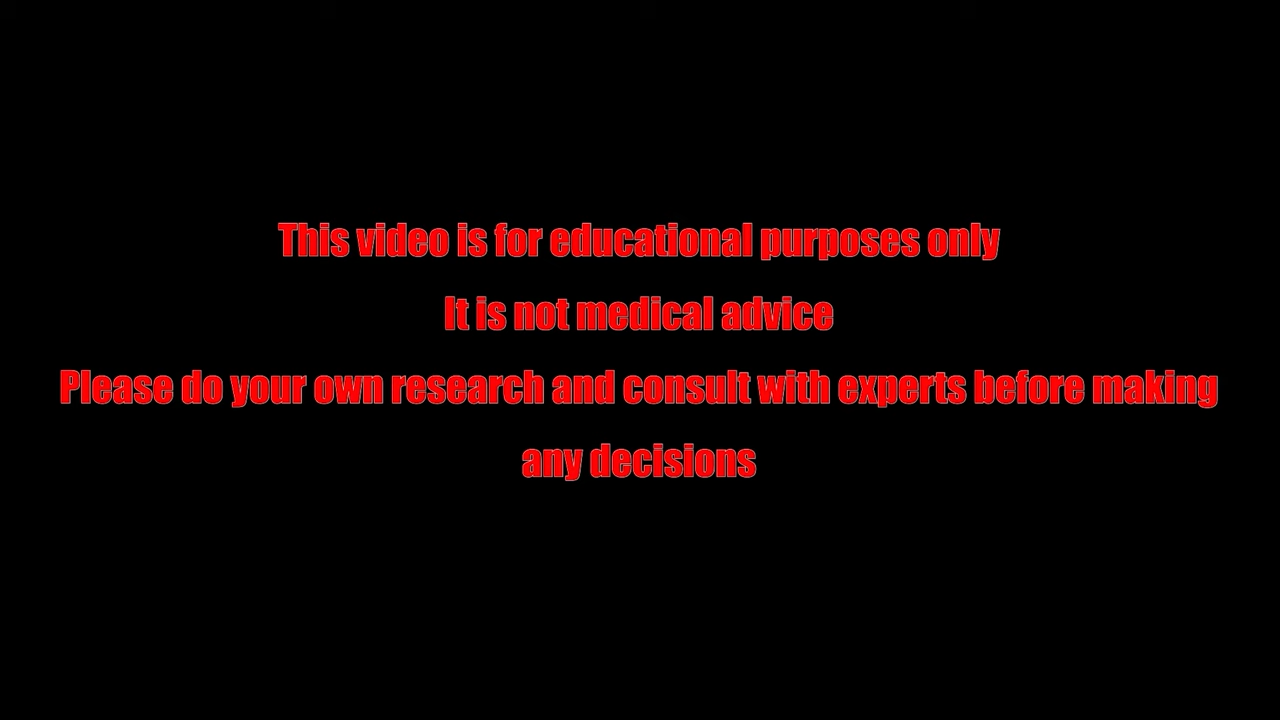 This video is for educational purposes only
It is not medical advice
Please do your own research and consult with experts before making
any decisions